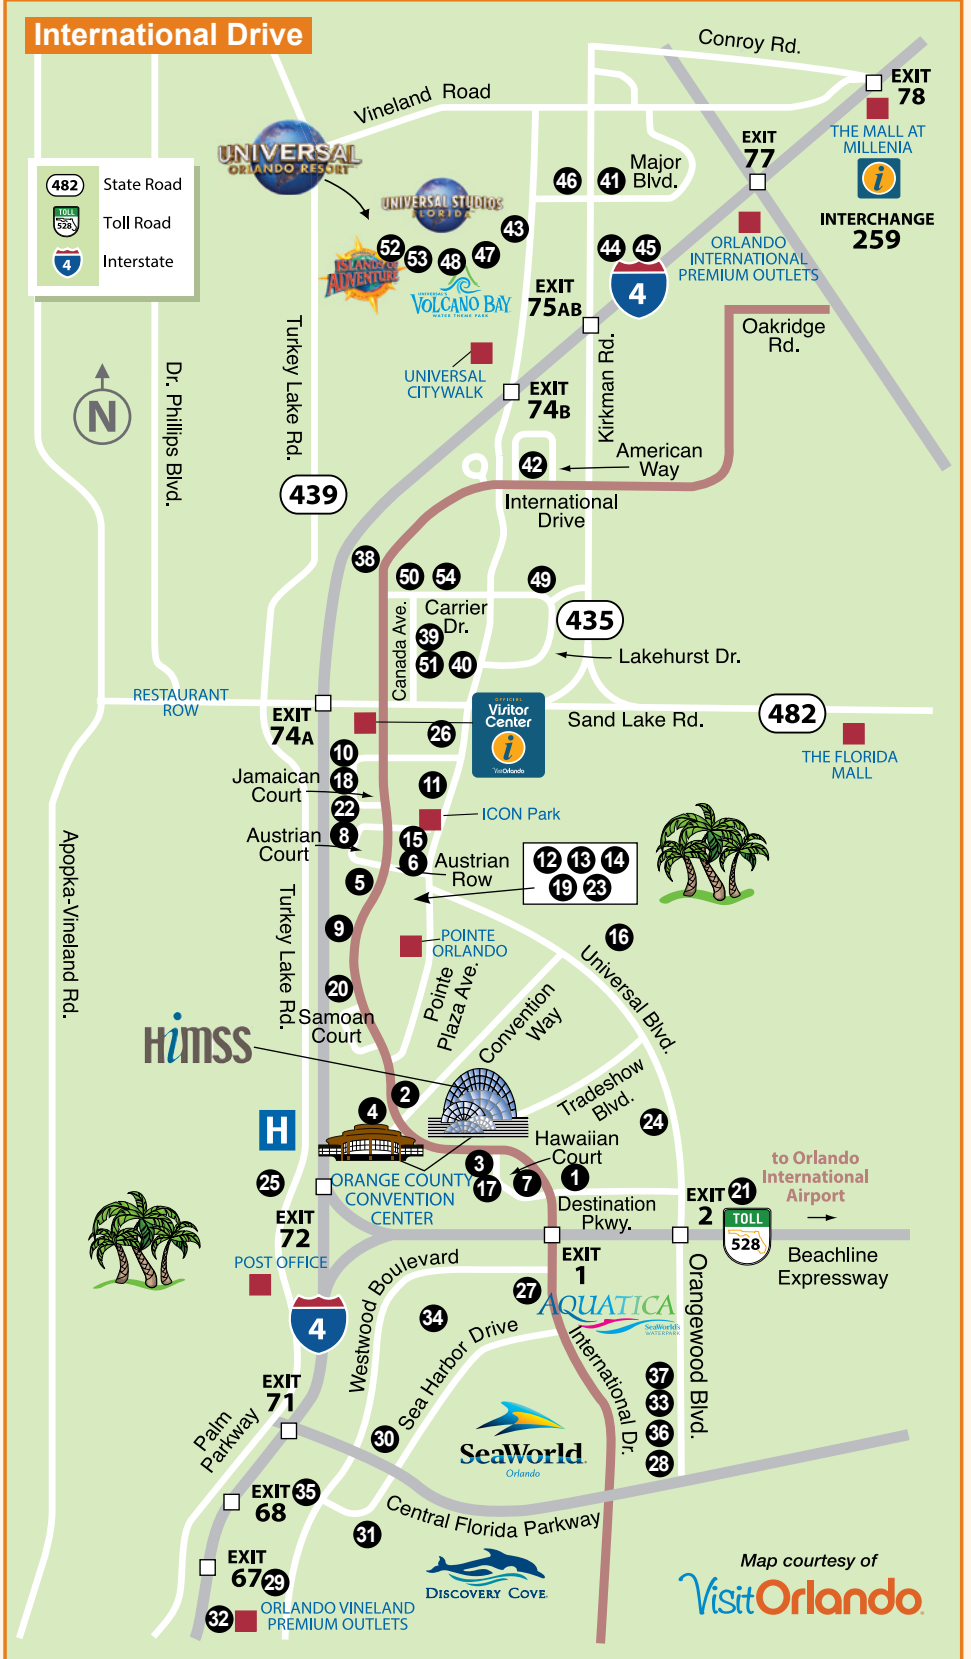 International Drive
Conroy Rd.
EXIT
78
Vineland Road
THE MALL AT
MILLENIA
i
INTERCHANGE
259
EXIT
77
UNIVERSAL
ORLANDO RESORT
482 State Road
TOLL
528
Toll Road
4 Interstate
Major
Blvd.
46
41
UNIVERSAL STUDIOS
FLORIDA
43
52
53
48
47
44
45
4
ORLANDO
INTERNATIONAL
PREMIUM OUTLETS
ISLANDS OF
ADVENTURE
UNIVERSAL'S
VOLCANO BAY
WATER THEME PARK
EXIT
75AB
Oakridge
Rd.
Turkey Lake Rd.
Dr. Phillips Blvd.
Kirkman Rd.
UNIVERSAL
CITYWALK
EXIT
74B
N
American
Way
42
439
International
Drive
38
50
54
49
Carrier
Dr.
Canada Ave.
39
51
40
435
Lakehurst Dr.
RESTAURANT
ROW
EXIT
74A
OFFICIAL
Visitor
Center
i
VisitOrlando
Sand Lake Rd.
482
THE FLORIDA
MALL
26
10
Jamaican
Court
18
11
22
ICON Park
Austrian
Court
8
15
6
Austrian
Row
12
13
14
19
23
5
Apopka-Vineland Rd.
Turkey Lake Rd.
9
POINTE
ORLANDO
16
Universal Blvd.
20
Samoan
Court
Pointe
Plaza Ave.
Convention
Way
HiMSS
Tradeshow
Blvd.
2
4
24
H
Hawaiian
Court
3
17
7
1
25
ORANGE COUNTY
CONVENTION
CENTER
Destination
Pkwy.
EXIT
2
21
TOLL
528
to Orlando
International
Airport
EXIT
72
EXIT
1
Beachline
Expressway
POST OFFICE
4
Westwood Boulevard
34
Sea Harbor Drive
27
AQUATICA
SeaWorld's
WATERPARK
International Dr.
Orangewood Blvd.
37
33
36
28
EXIT
71
Palm
Parkway
30
SeaWorld
Orlando
EXIT
68
35
31
Central Florida Parkway
EXIT
67
29
32
ORLANDO VINELAND
PREMIUM OUTLETS
DISCOVERY COVE
Map courtesy of
VisitOrlando